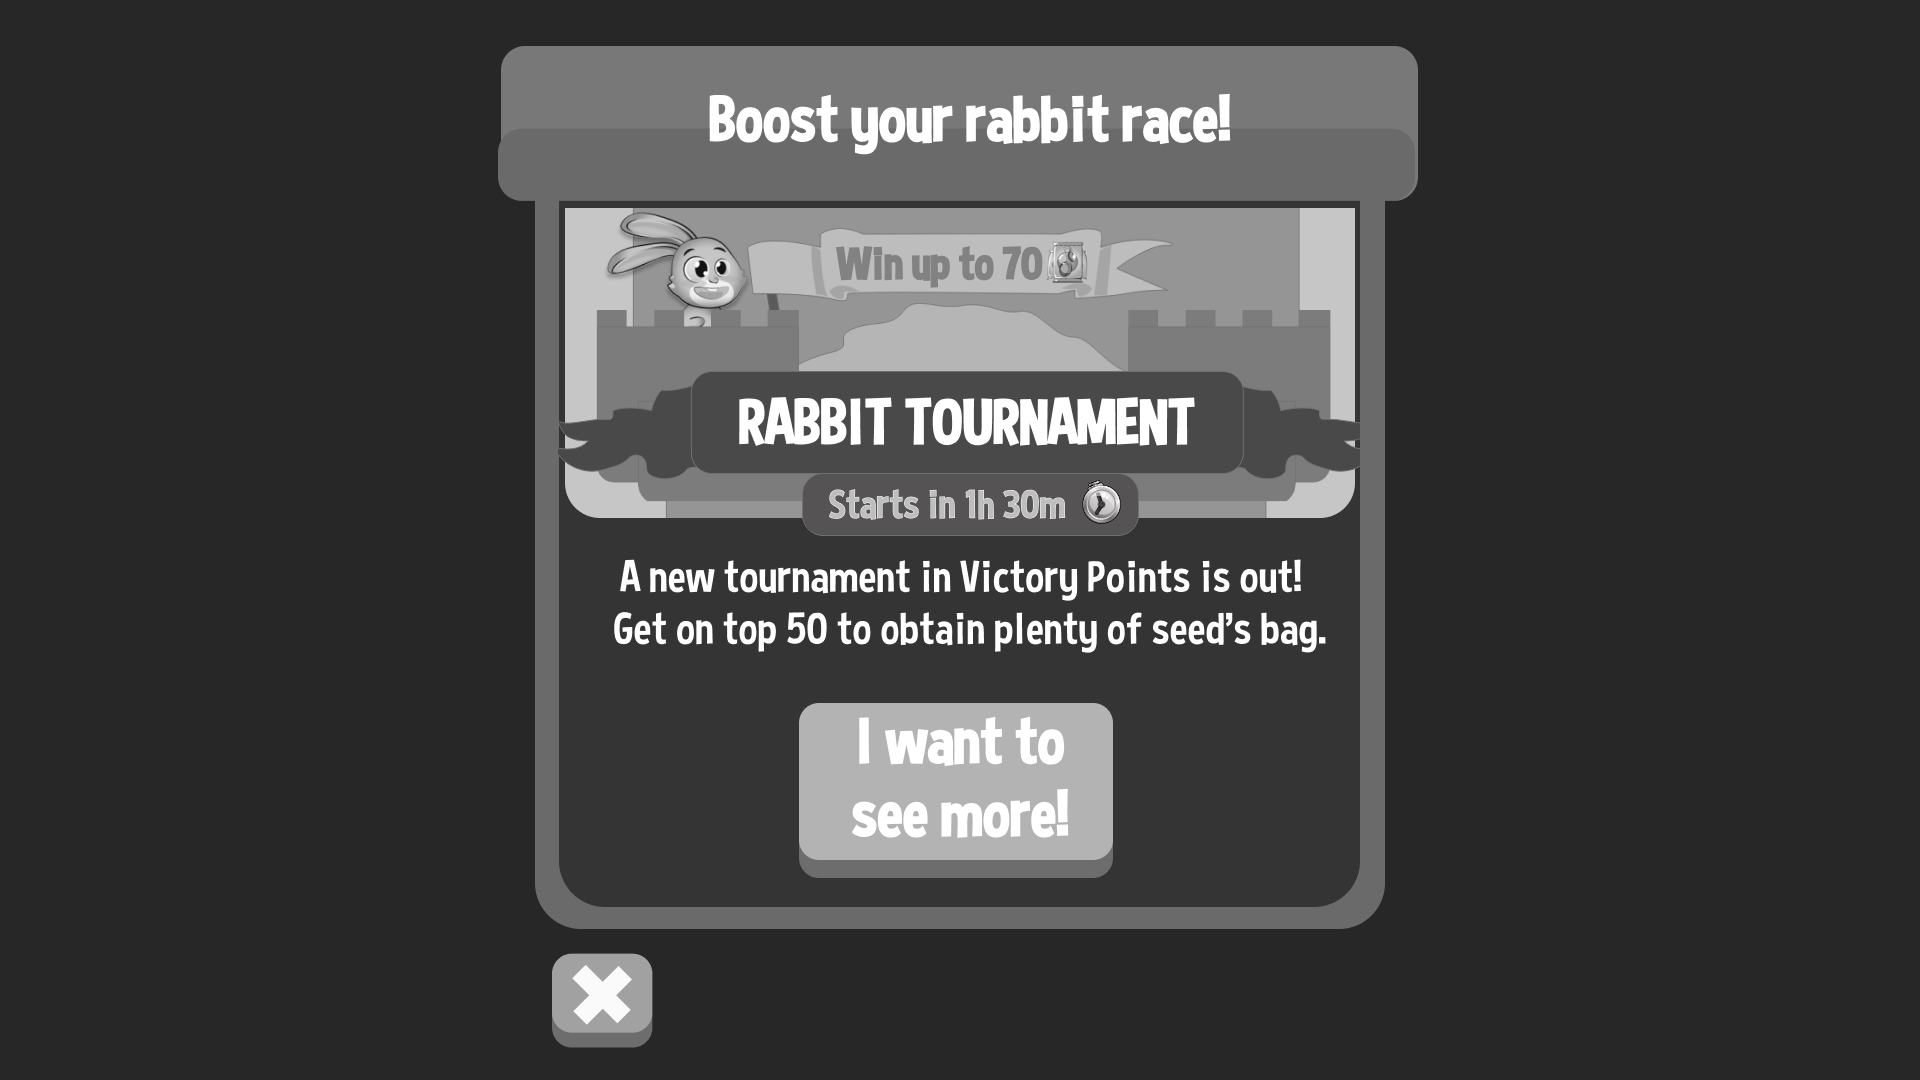 Boost your rabbit race!
Win up to 70
RABBIT TOURNAMENT
Starts in 1h 30m
A new tournament in Victory Points is out!
Get on top 50 to obtain plenty of seed’s bag.
I want to
see more!